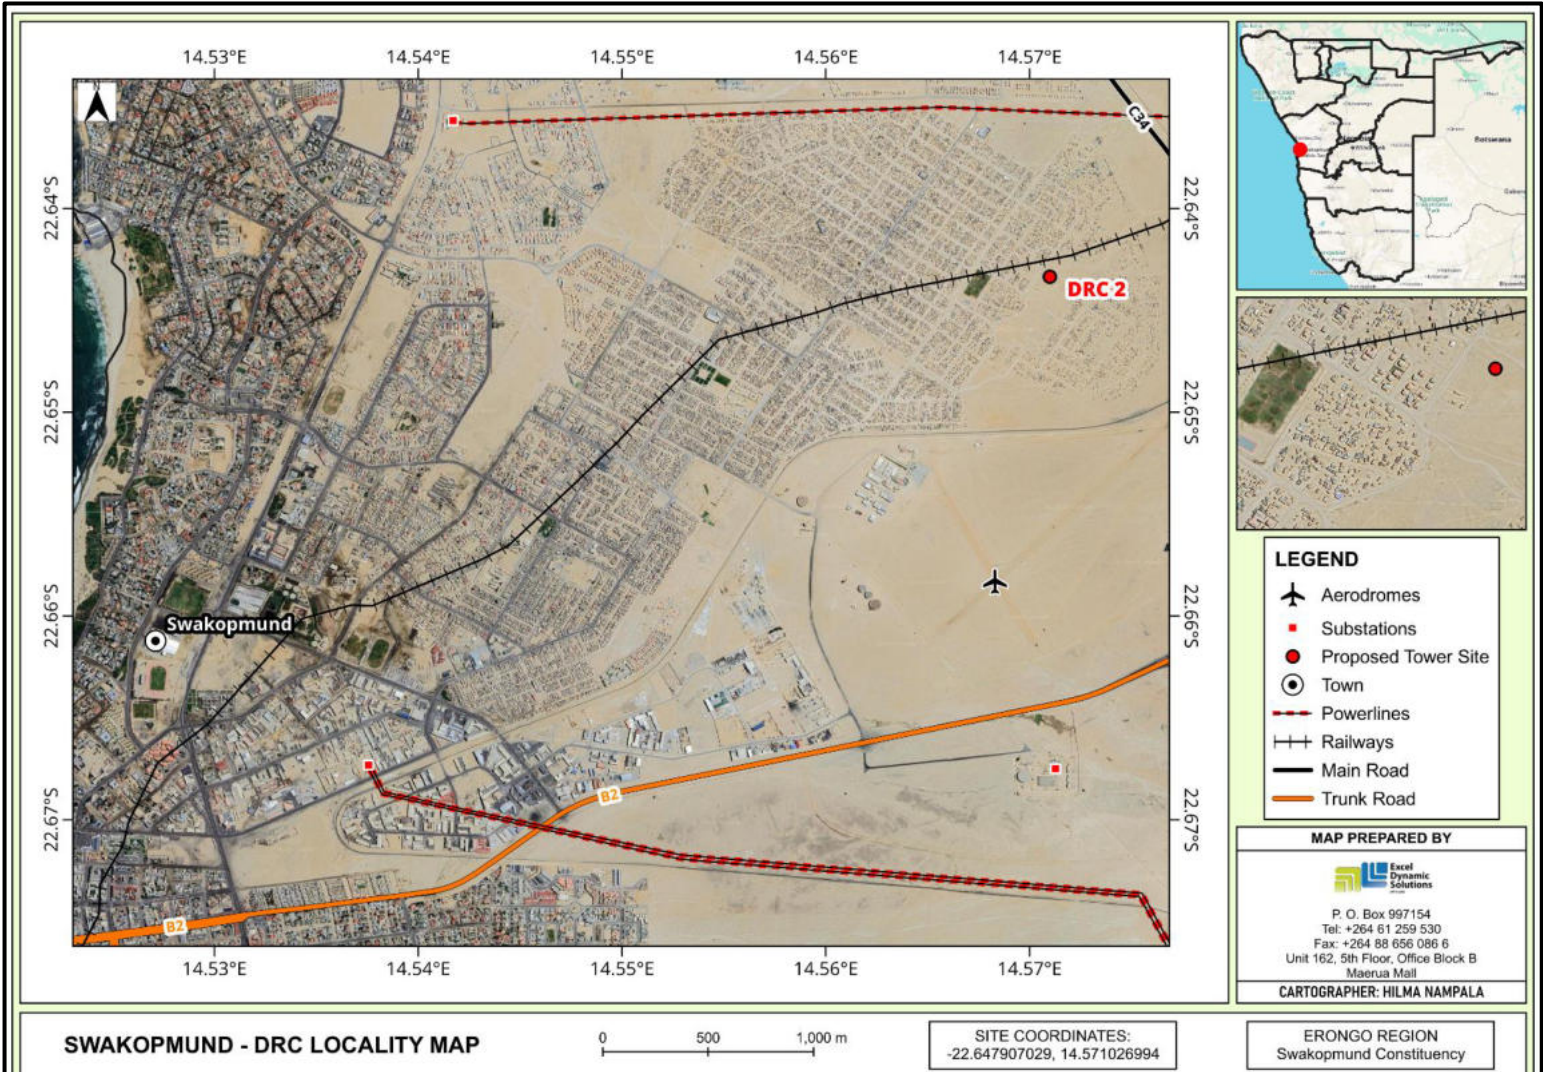 14.53°E 14.54°E 14.55°E 14.56°E 14.57°E
N
C34
22.64°S
22.64°S
DRC 2
22.65°S
22.65°S
22.66°S
22.66°S
Swakopmund
B2
22.67°S
22.67°S
B2
14.53°E 14.54°E 14.55°E 14.56°E 14.57°E
Botswana
LEGEND
Aerodromes
Substations
Proposed Tower Site
Town
Powerlines
Railways
Main Road
Trunk Road
MAP PREPARED BY
Excel
Dynamic
Solutions
P. O. Box 997154
Tel: +264 61 259 530
Fax: +264 88 656 086 6
Unit 162, 5th Floor, Office Block B
Maerua Mall
CARTOGRAPHER: HILMA NAMPALA
SWAKOPMUND - DRC LOCALITY MAP
0 500 1,000 m
SITE COORDINATES:
-22.647907029, 14.571026994
ERONGO REGION
Swakopmund Constituency